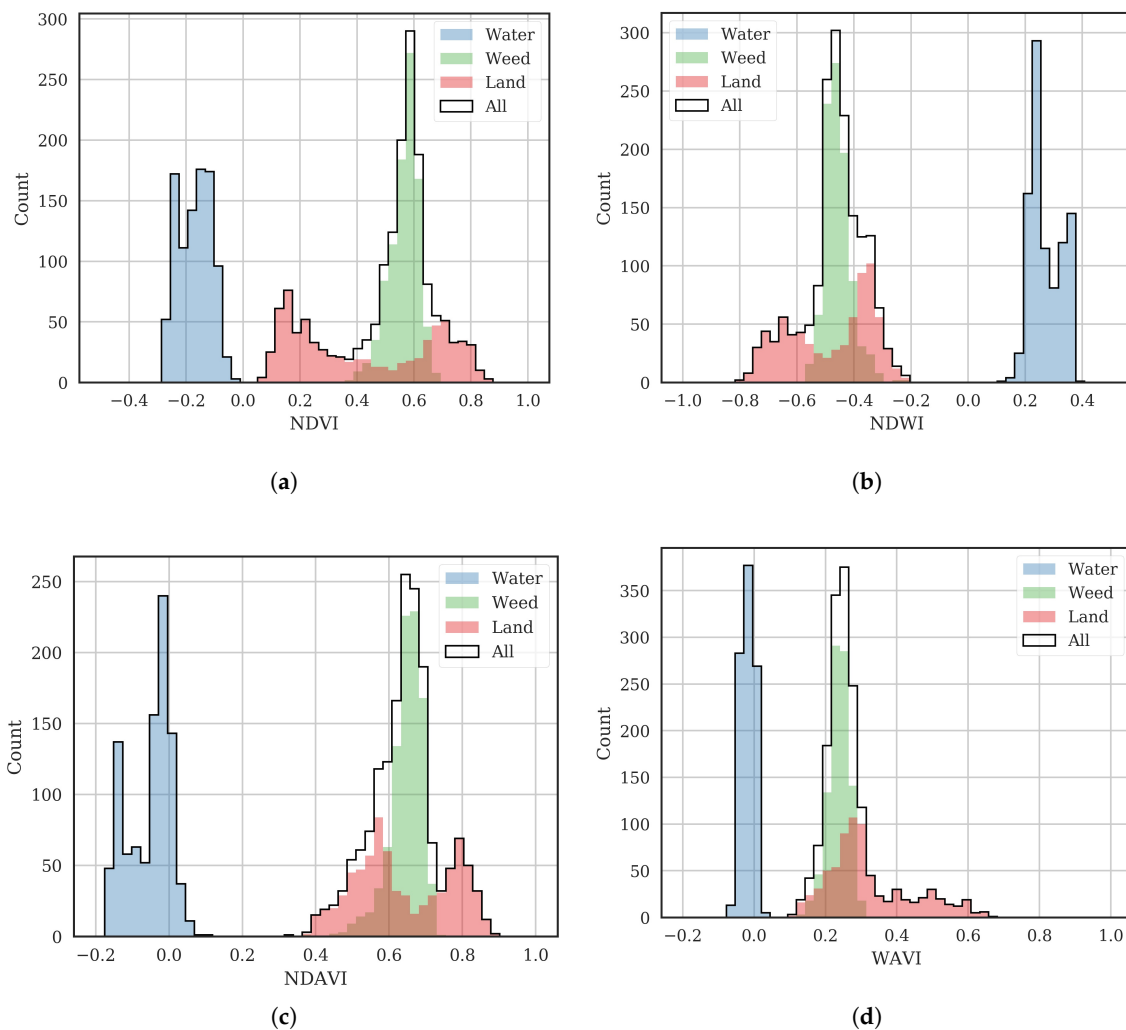 300
250
200
150
100
50
0
Count
Water
Weed
Land
All
−0.4 −0.2 0.0 0.2 0.4 0.6 0.8 1.0
NDVI
(a)
300
250
200
150
100
50
0
Count
Water
Weed
Land
All
−1.0 −0.8 −0.6 −0.4 −0.2 0.0 0.2 0.4
NDWI
(b)
250
200
150
100
50
0
Count
Water
Weed
Land
All
−0.2 0.0 0.2 0.4 0.6 0.8 1.0
NDAVI
(c)
350
300
250
200
150
100
50
0
Count
Water
Weed
Land
All
−0.2 0.0 0.2 0.4 0.6 0.8 1.0
WAVI
(d)